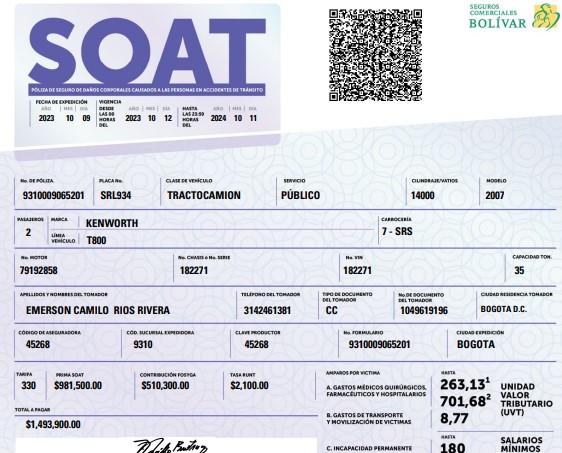 SEGUROS
COMERCIALES
BOLÍVAR
SOAT
PÓLIZA DE SEGURO DE DAÑOS CORPORALES CAUSADOS A LAS PERSONAS EN ACCIDENTES DE TRÁNSITO
FECHA DE EXPEDICIÓN
AÑO MES DIA
2023 10 09
VIGENCIA
DESDE
LAS 00
HORAS
DEL
AÑO MES DIA
2023 10 12
HASTA
LAS 23:59
HORAS
DEL
AÑO MES DIA
2024 10 11
No. DE PÓLIZA. PLACA No. CLASE DE VEHÍCULO SERVICIO CILINDRAJE/VATIOS MODELO
9310009065201 SRL934 TRACTOCAMION PÚBLICO 14000 2007
PASAJEROS MARCA KENWORTH CARROCERÍA
2 LÍNEA VEHÍCULO T800 7 - SRS
No. MOTOR No. CHASIS ó No. SERIE No. VIN CAPACIDAD TON.
79192858 182271 182271 35
APELLIDOS Y NOMBRES DEL TOMADOR TELÉFONO DEL TOMADOR TIPO DE DOCUMENTO DEL TOMADOR No.DE DOCUMENTO DEL TOMADOR CIUDAD RESIDENCIA TOMADOR
EMERSON CAMILO RIOS RIVERA 3142461381 CC 1049619196 BOGOTA D.C.
CÓDIGO DE ASEGURADORA CÓD. SUCURSAL EXPEDIDORA CLAVE PRODUCTOR No. FORMULARIO CIUDAD EXPEDICIÓN
45268 9310 45268 9310009065201 BOGOTA
TARIFA PRIMA SOAT CONTRIBUCIÓN FOSYGA TASA RUNT
330 $981,500.00 $510,300.00 $2,100.00
TOTAL A PAGAR
$1,493,900.00
AMPAROS POR VICTIMA HASTA
A. GASTOS MÉDICOS QUIRÚRGICOS,
FARMACÉUTICOS Y HOSPITALARIOS
263,13¹
701,68²
B. GASTOS DE TRANSPORTE
Y MOVILIZACIÓN DE VICTIMAS
8,77
UNIDAD
VALOR
TRIBUTARIO
(UVT)
HASTA
C. INCAPACIDAD PERMANENTE 180
SALARIOS
MÍNIMOS